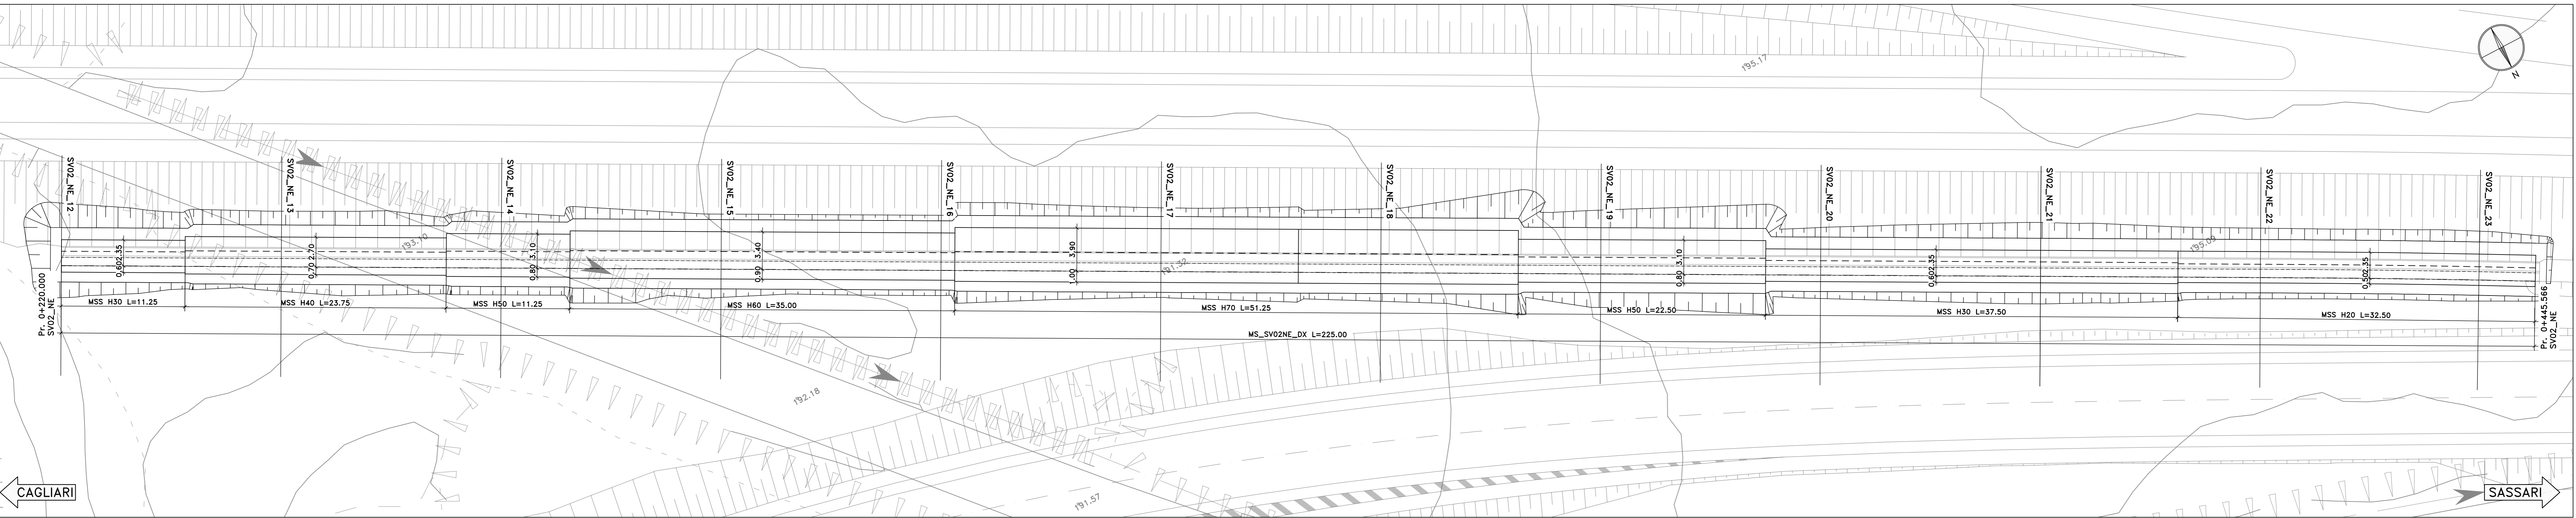 195.17
N
SV02_NE_12
SV02_NE_13
SV02_NE_14
SV02_NE_15
SV02_NE_16
SV02_NE_17
SV02_NE_18
SV02_NE_19
SV02_NE_20
SV02_NE_21
SV02_NE_22
SV02_NE_23
193.10
191.32
195.09
0.60 2.35
0.70 2.70
0.80 3.10
0.90 3.40
1.00 3.90
0.80 3.10
0.60 2.35
0.50 2.35
Pr. 0+220.000
SV02_NE
MSS H30 L=11.25
MSS H40 L=23.75
MSS H50 L=11.25
MSS H60 L=35.00
MSS H70 L=51.25
MSS H50 L=22.50
MSS H30 L=37.50
MSS H20 L=32.50
Pr. 0+445.566
SV02_NE
MS_SV02NE_DX L=225.00
192.18
191.57
CAGLIARI
SASSARI